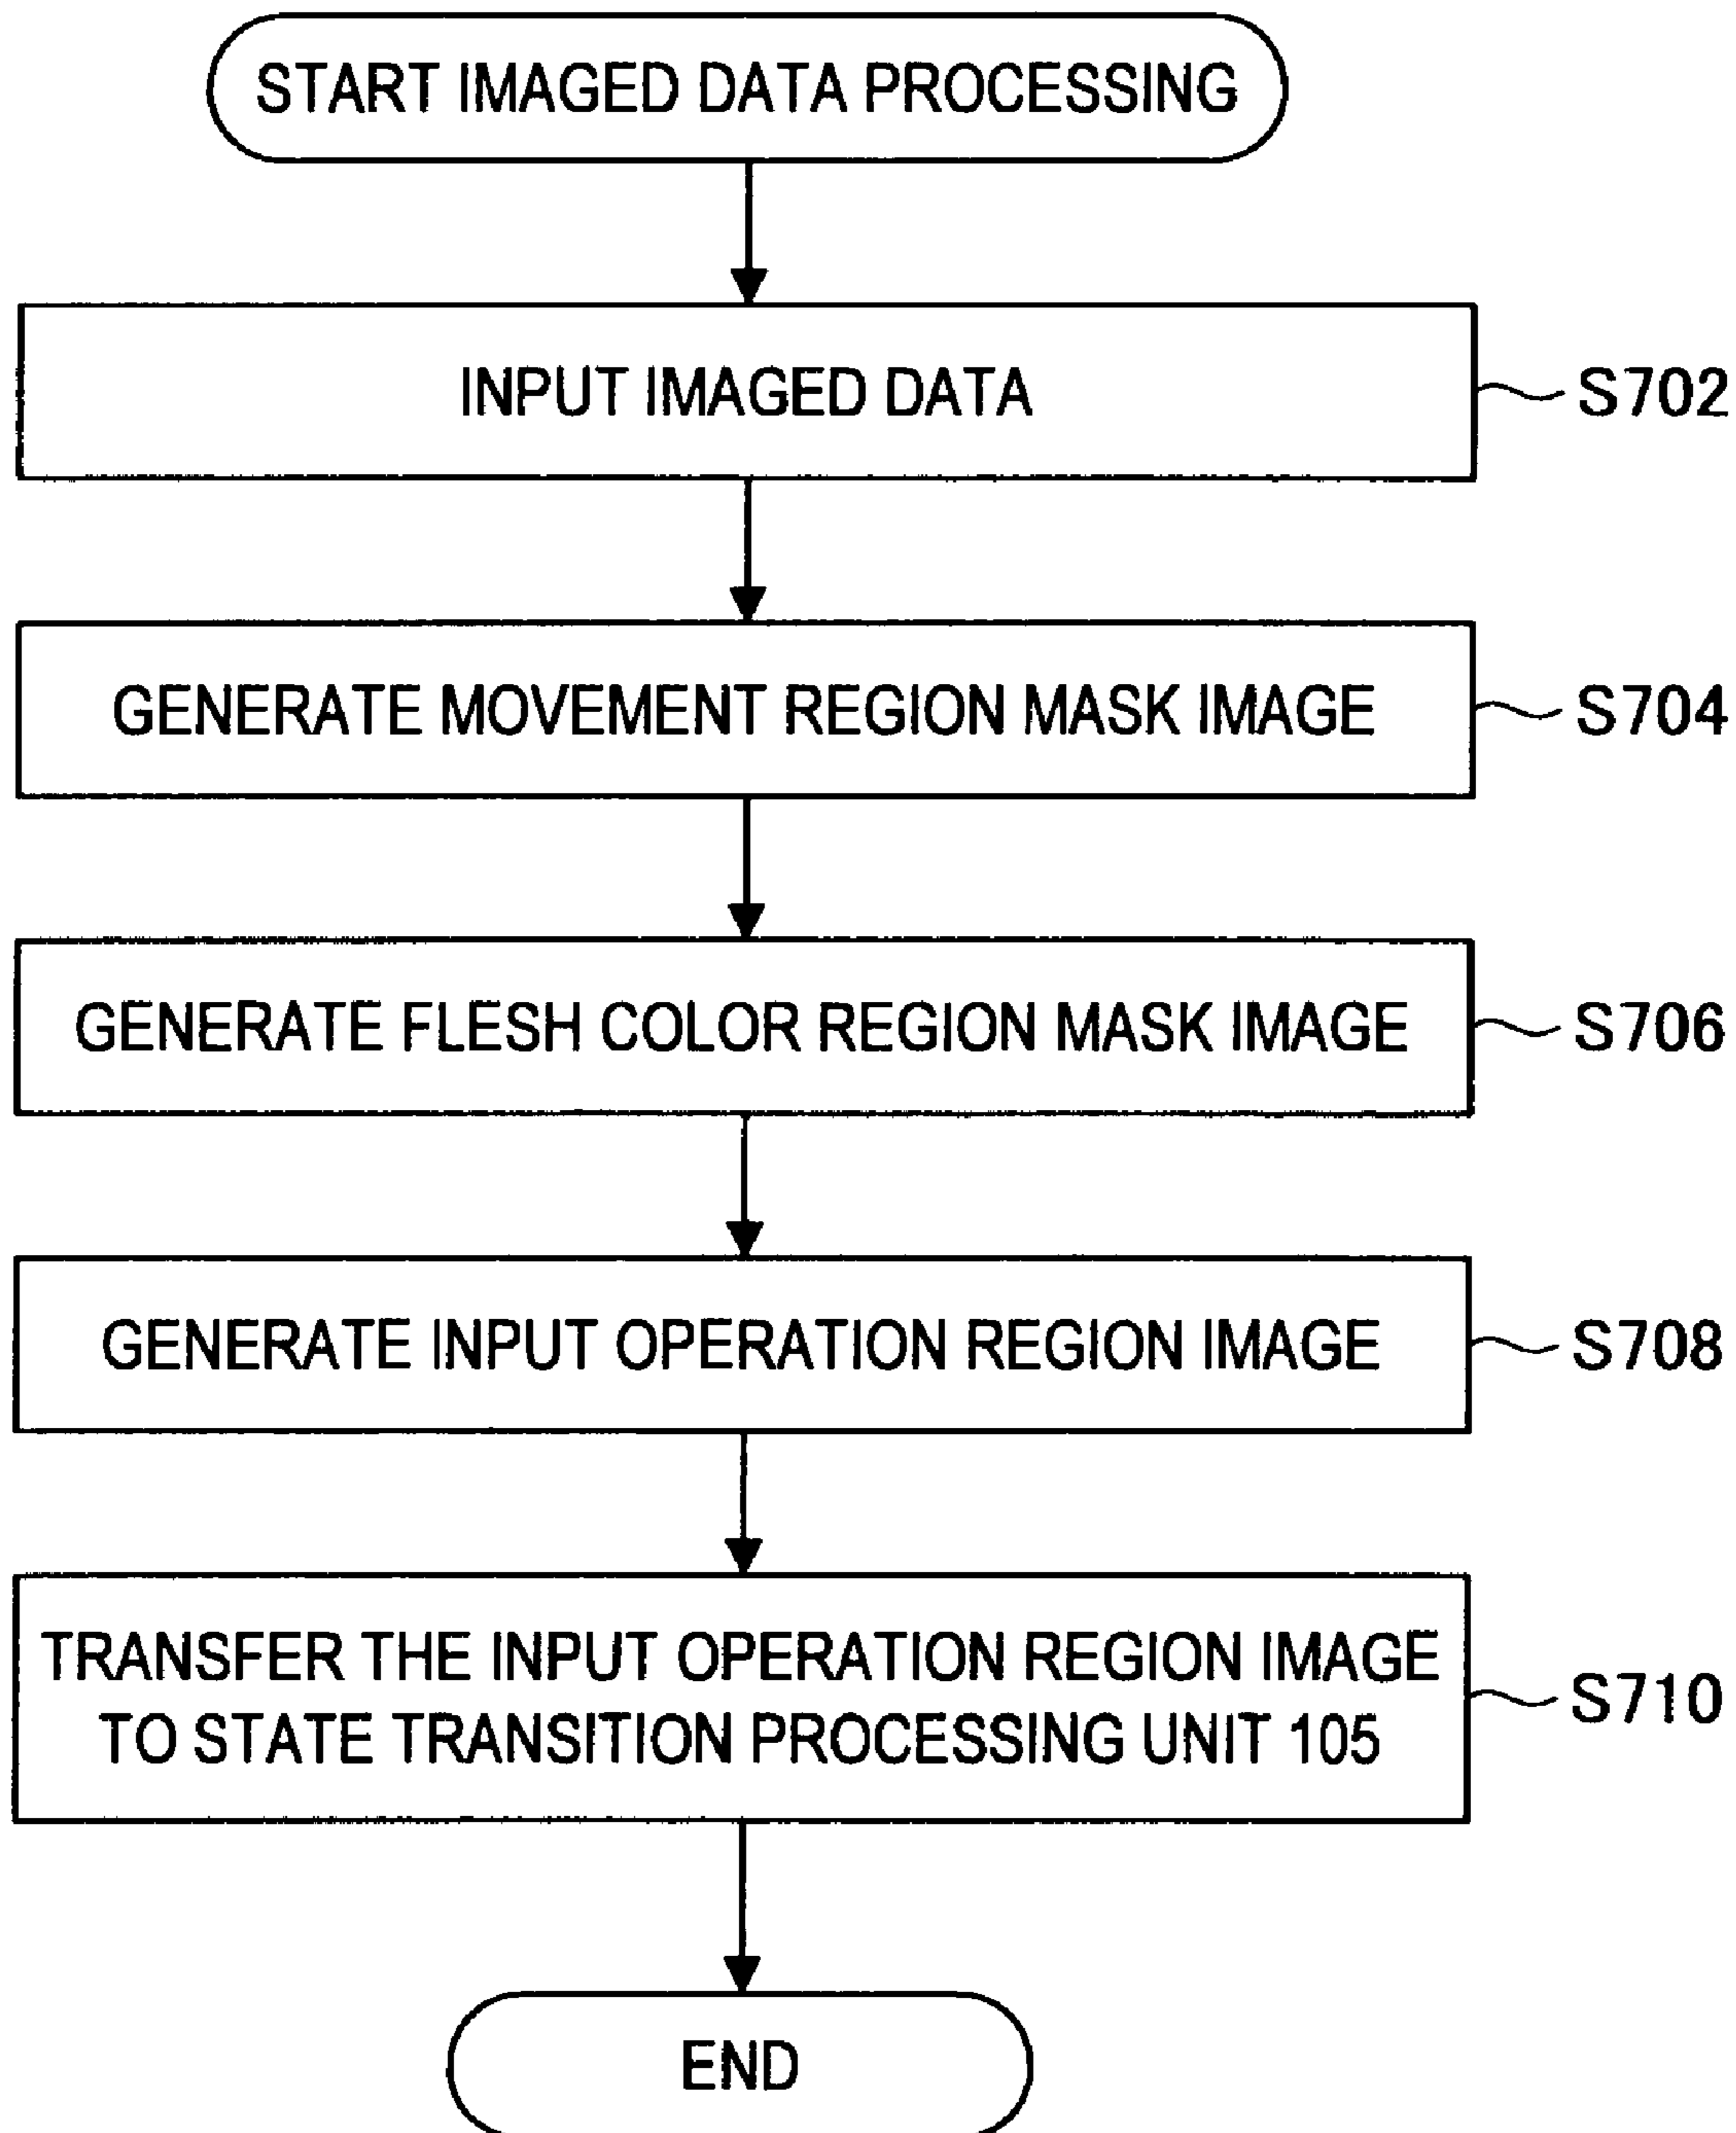 START IMAGED DATA PROCESSING
INPUT IMAGED DATA
S702
GENERATE MOVEMENT REGION MASK IMAGE
S704
GENERATE FLESH COLOR REGION MASK IMAGE
S706
GENERATE INPUT OPERATION REGION IMAGE
S708
TRANSFER THE INPUT OPERATION REGION IMAGE
TO STATE TRANSITION PROCESSING UNIT 105
S710
END